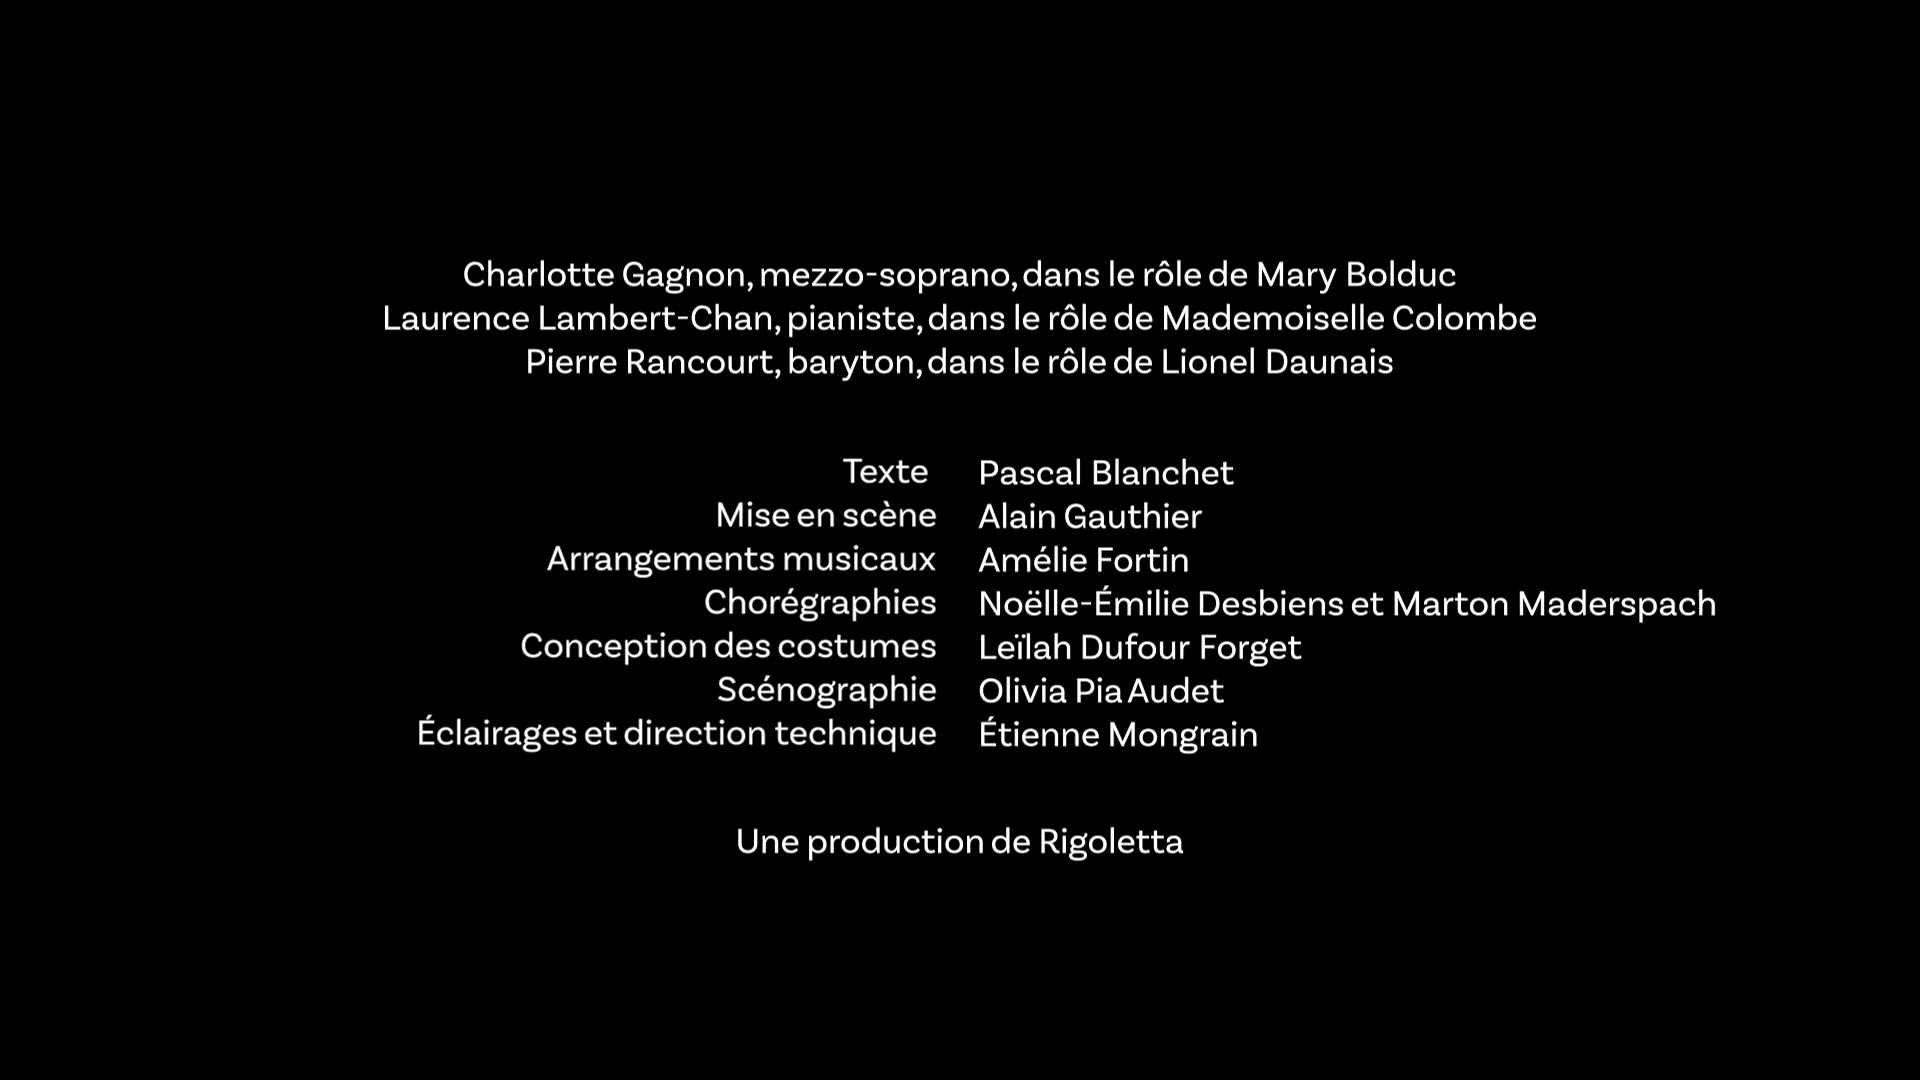 Charlotte Gagnon, mezzo-soprano, dans le rôle de Mary Bolduc
Laurence Lambert-Chan, pianiste, dans le rôle de Mademoiselle Colombe
Pierre Rancourt, baryton, dans le rôle de Lionel Daunais
Texte Pascal Blanchet
Mise en scène Alain Gauthier
Arrangements musicaux Amélie Fortin
Chorégraphies Noëlle-Émilie Desbiens et Marton Maderspach
Conception des costumes Leïlah Dufour Forget
Scénographie Olivia Pia Audet
Éclairages et direction technique Étienne Mongrain
Une production de Rigoletta